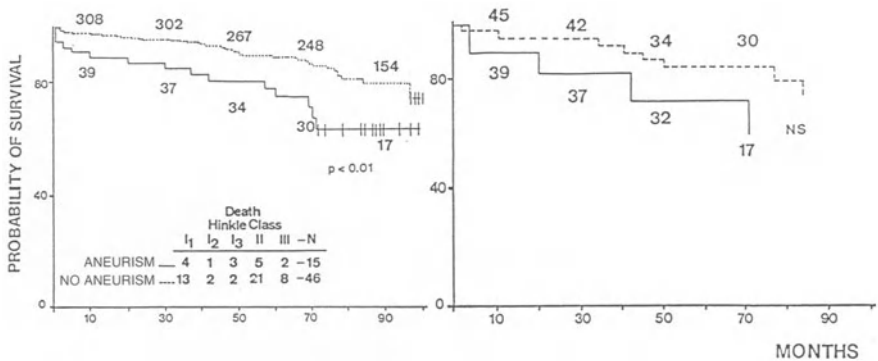 308 302 267 248 154
39 37 34 30 17
60
40
0
PROBABILITY OF SURVIVAL
p < 0.01
Death
Hinkle Class
I1 I2 I3 II III –N
ANEURISM 4 1 3 5 2 –15
NO ANEURISM 13 2 2 21 8 –46
10 30 50 70 90
45 42 34 30
39 37 32 17
NS
80
40
0
10 30 50 70 90
MONTHS